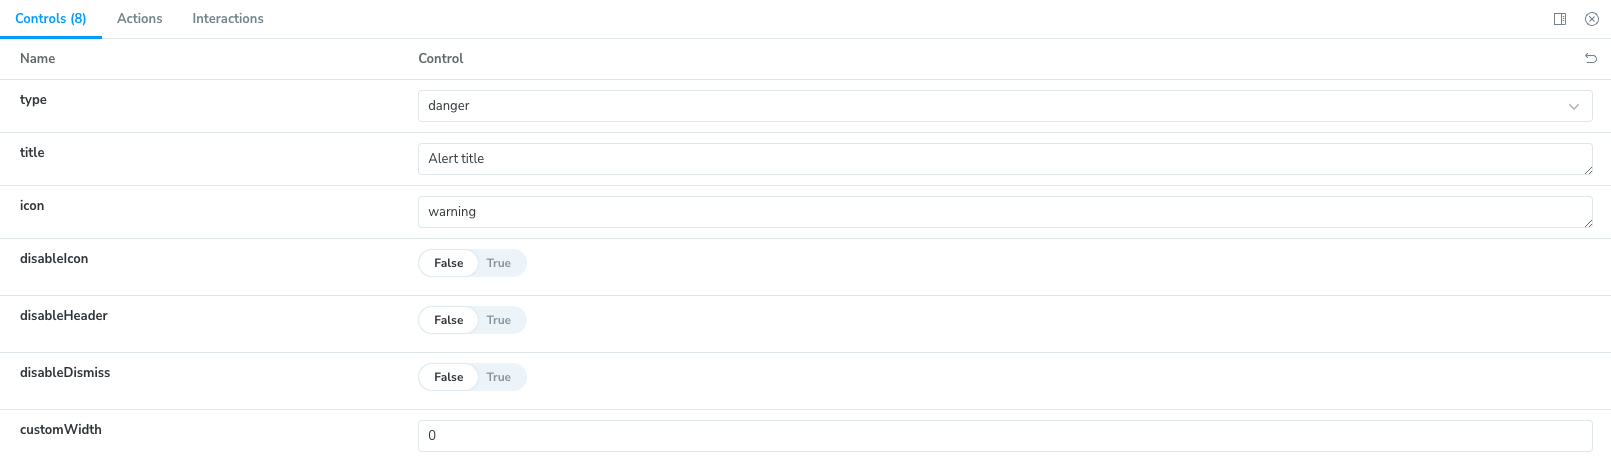 Controls (8) Actions Interactions
Name Control
type danger
title Alert title
icon warning
disableIcon False True
disableHeader False True
disableDismiss False True
customWidth 0